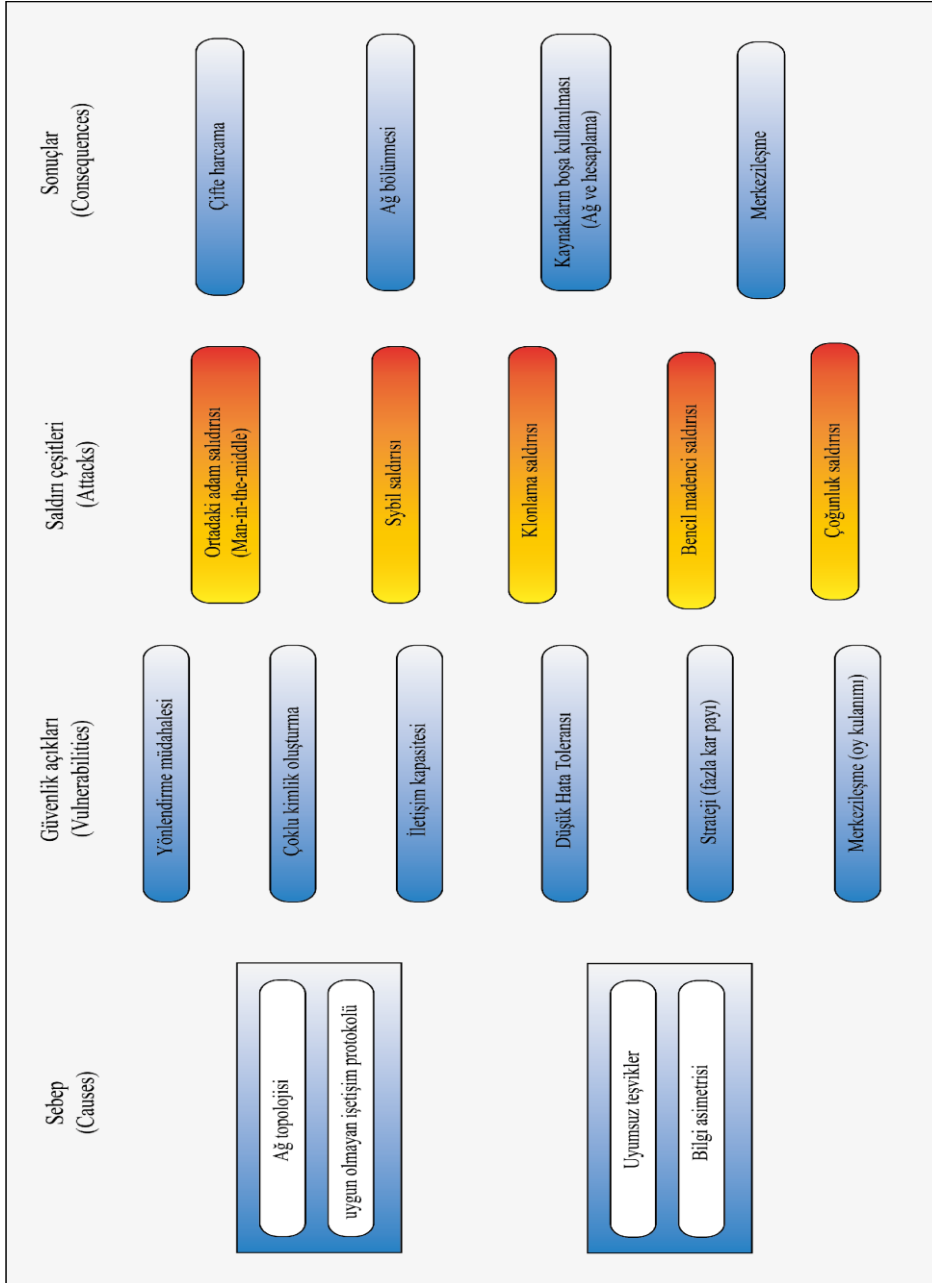 Sebep
(Causes)
Ağ topolojisi
uygun olmayan işetişim protokolü
Uyumsuz teşvikler
Bilgi asimetrisi
Güvenlik açıkları
(Vulnerabilities)
Yönlendirme müdahalesi
Çoklu kimlik oluşturma
İletişim kapasitesi
Düşük Hata Toleransı
Strateji (fazla kar payı)
Merkezileşme (oy kulanımı)
Saldırı çeşitleri
(Attacks)
Ortadaki adam salıdırısı
(Man-in-the-middle)
Sybil saldırısı
Klonlama saldırısı
Bencil madenci saldırısı
Çoğunluk saldırısı
Sonuçlar
(Consequences)
Çifte harcama
Ağ bölünmesi
Kaynakların boşa kullanılması
(Ağ ve hesaplama)
Merkezileşme